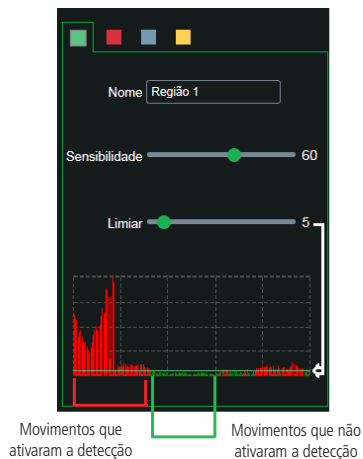 Nome Região 1
Sensibilidade 60
Limiar 5
Movimentos que
ativaram a detecção
Movimentos que não
ativaram a detecção